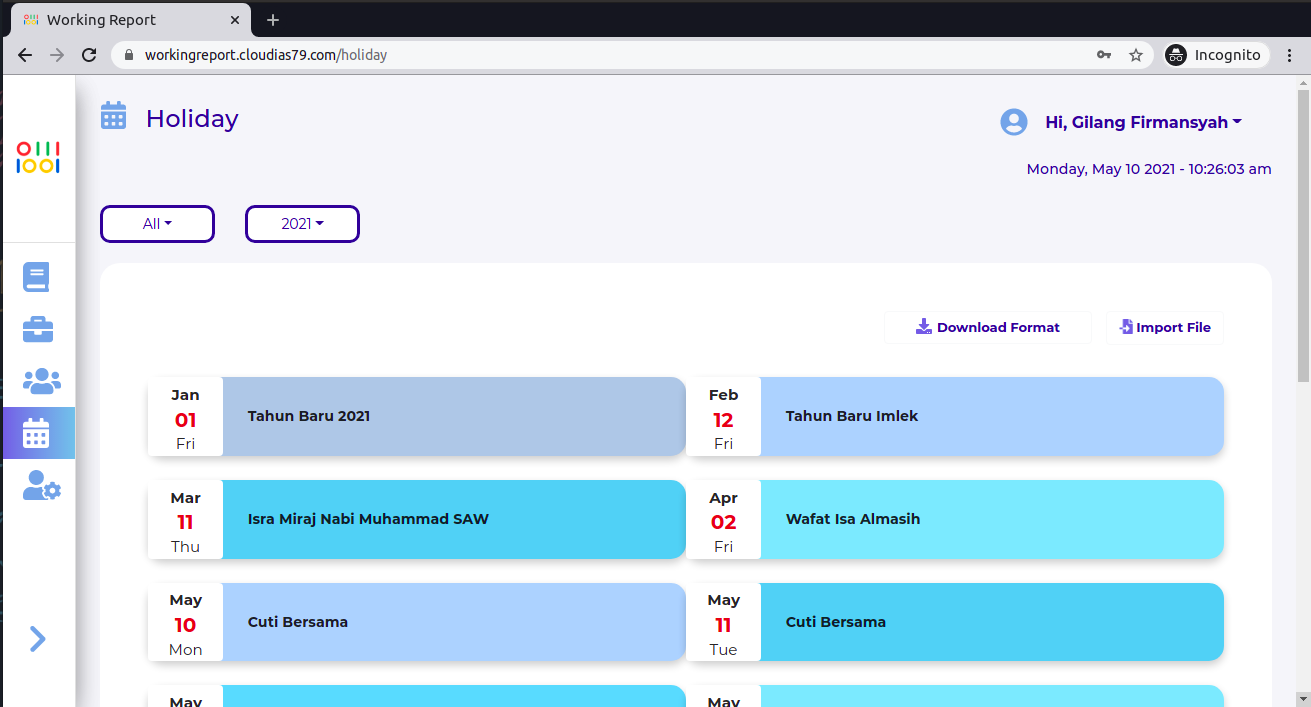 Working Report
workingreport.cloudias79.com/holiday
Incognito
Holiday
Hi, Gilang Firmansyah
Monday, May 10 2021 - 10:26:03 am
All
2021
Download Format
Import File
Jan
01
Fri
Tahun Baru 2021
Feb
12
Fri
Tahun Baru Imlek
Mar
11
Thu
Isra Miraj Nabi Muhammad SAW
Apr
02
Fri
Wafat Isa Almasih
May
10
Mon
Cuti Bersama
May
11
Tue
Cuti Bersama
May
May